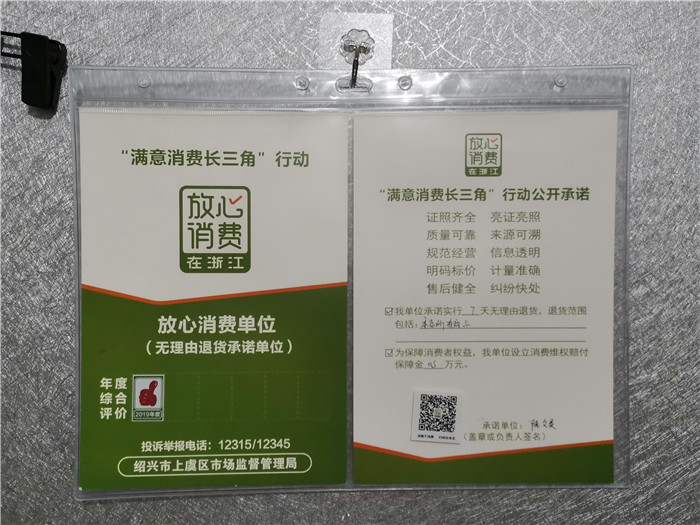 “满意消费长三角”行动
放心
消费
在浙江
放心消费单位
（无理由退货承诺单位）
年度
综合
评价
2019年度
投诉举报电话：12315/12345
绍兴市上虞区市场监督管理局
放心
消费
在浙江
“满意消费长三角”行动公开承诺
证照齐全 亮证亮照
质量可靠 来源可溯
规范经营 信息透明
明码标价 计量准确
售后健全 纠纷快处
☑我单位承诺实行 7 天无理由退货，退货范围
包括：
☑为保障消费者权益，我单位设立消费维权赔付
保障金 万元。
承诺单位：
（盖章或负责人签名）